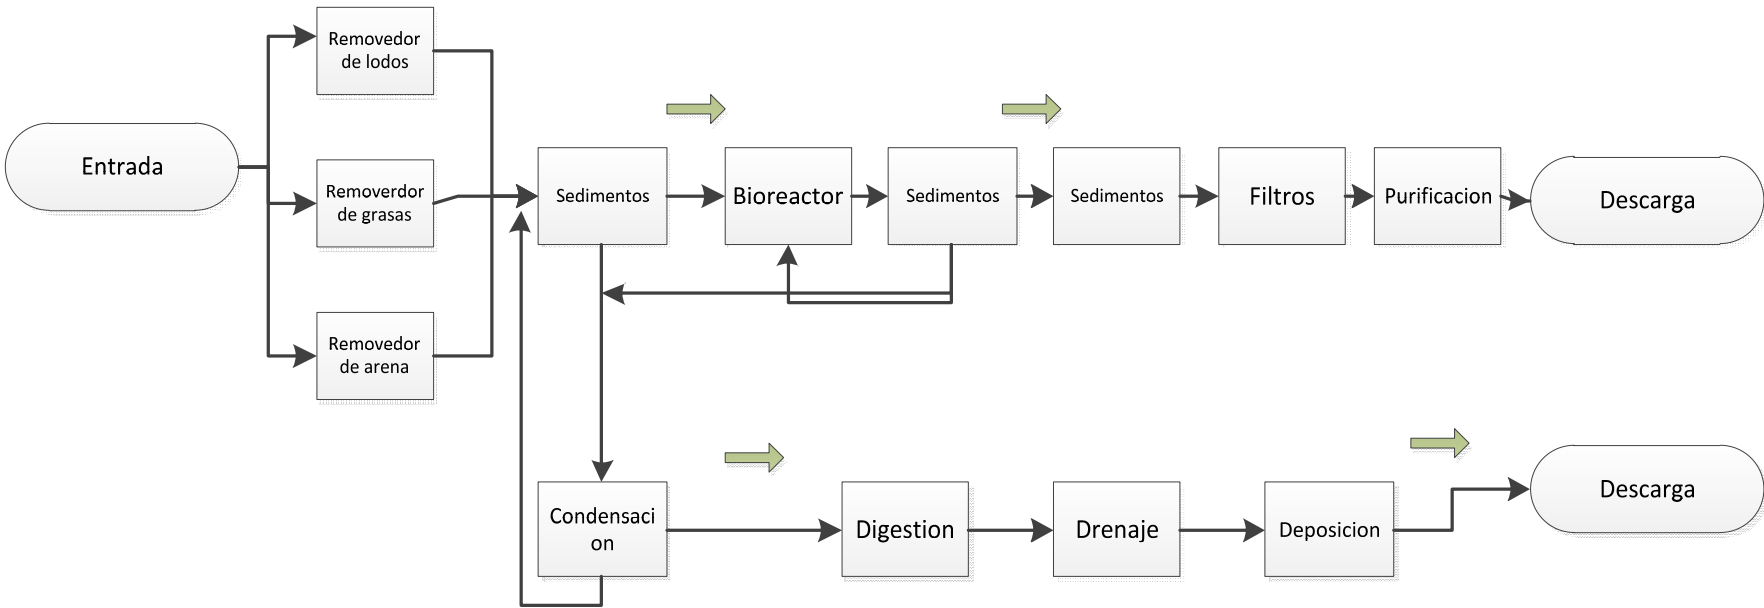 Entrada
Removedor
de lodos
Removerdor
de grasas
Removedor
de arena
Sedimentos
Bioreactor
Sedimentos
Sedimentos
Filtros
Purificacion
Descarga
Condensaci
on
Digestion
Drenaje
Deposicion
Descarga